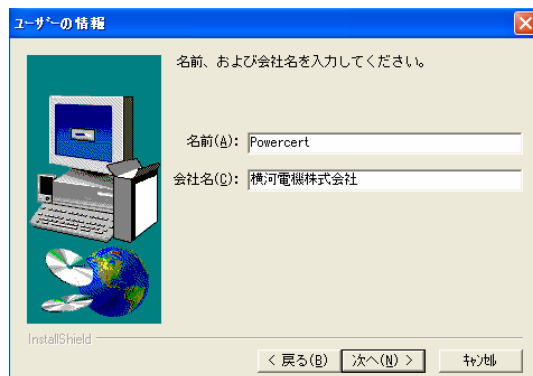 ユーザーの情報
名前、および会社名を入力してください。
名前(A): Powercert
会社名(C): 横河電機株式会社
InstallShield
< 戻る(B) 次へ(N) > キャンセル